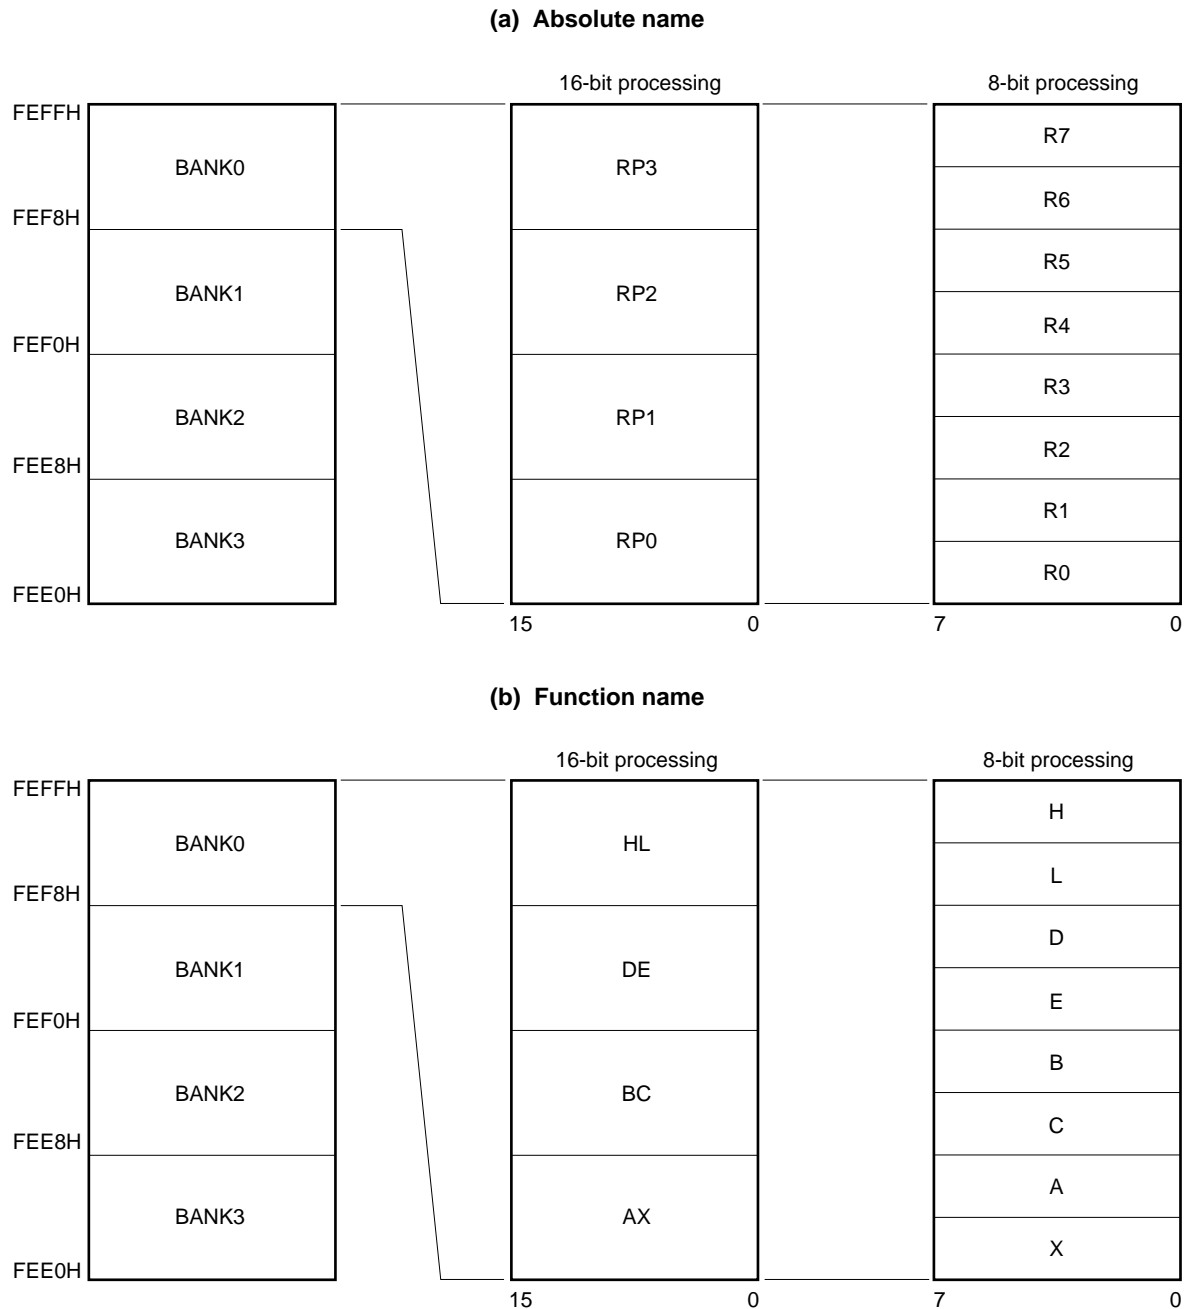 (a) Absolute name
16-bit processing
8-bit processing
FEFFH
BANK0
RP3
R7
R6
FEF8H
BANK1
RP2
R5
R4
FEF0H
BANK2
RP1
R3
R2
FEE8H
BANK3
RP0
R1
R0
FEE0H
15 0
7 0
(b) Function name
16-bit processing
8-bit processing
FEFFH
BANK0
HL
H
L
FEF8H
BANK1
DE
D
E
FEF0H
BANK2
BC
B
C
FEE8H
BANK3
AX
A
X
FEE0H
15 0
7 0